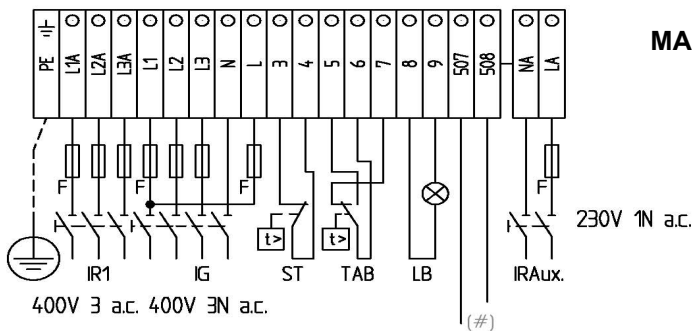 MA
PE L1A L2A L3A L1 L2 L3 N L 3 4 5 6 7 8 9 507 508 NA LA
F F F F
t> t>
230V 1N a.c.
IR1 IG ST TAB LB IRAux.
400V 3 a.c. 400V 3N a.c.
(#)